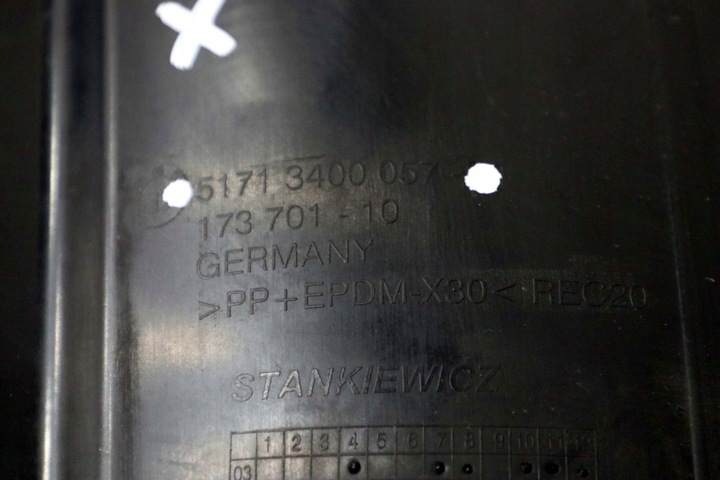 5171 3400 057
173 701 - 10
GERMANY
>PP+EPDM-X30< REC20
STANKIEWICZ
1 2 3 4 5 6 7 8 9 10 11 12
03